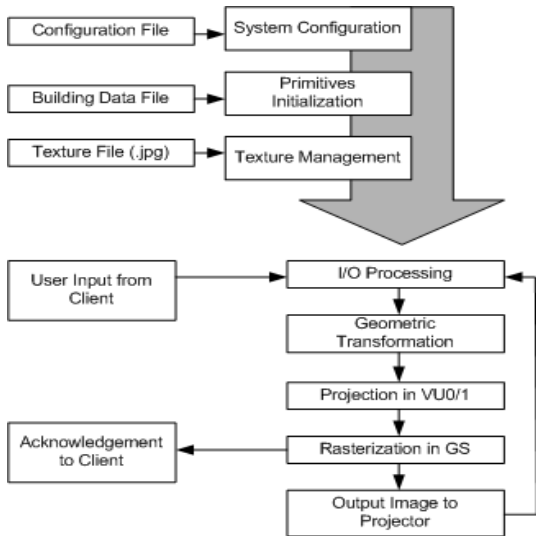 Configuration File
System Configuration
Building Data File
Primitives
Initialization
Texture File (.jpg)
Texture Management
User Input from
Client
I/O Processing
Geometric
Transformation
Projection in VU0/1
Acknowledgement
to Client
Rasterization in GS
Output Image to
Projector